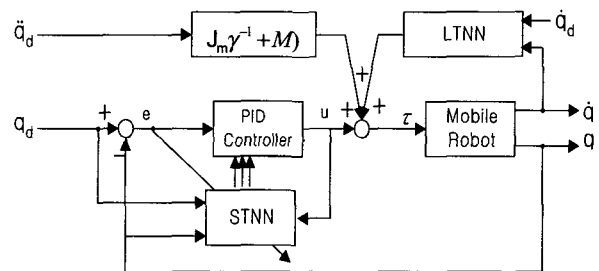 q̈d
Jmγ⁻¹ +M)
LTNN
q̇d
+
+
+
qd
+
e
PID
Controller
u
+
τ
Mobile
Robot
q̇
q
−
STNN